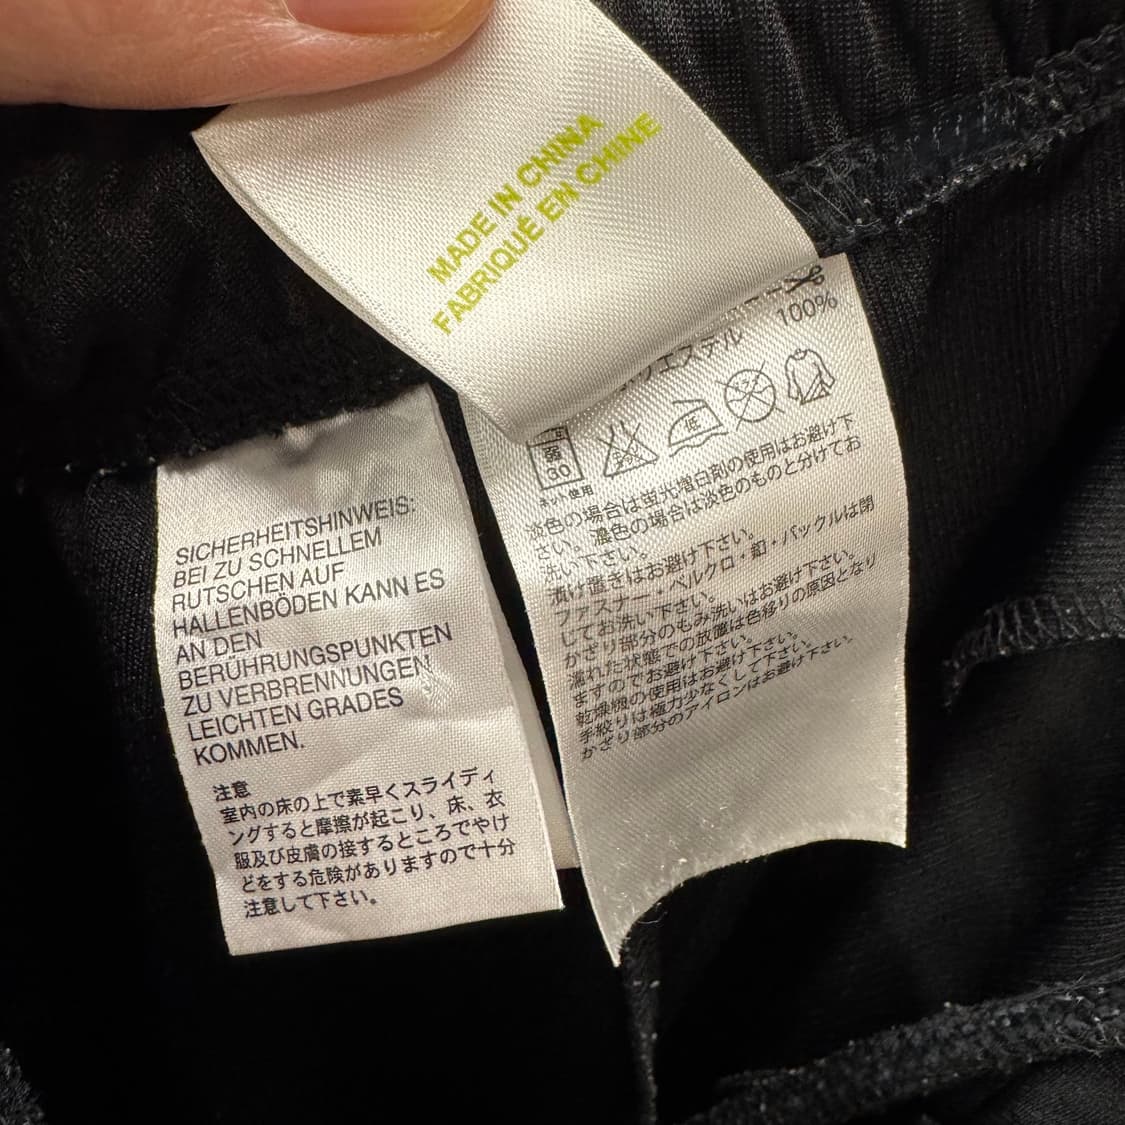 MADE IN CHINA
FABRIQUÉ EN CHINE
SICHERHEITSHINWEIS:
BEI ZU SCHNELLEM
RUTSCHEN AUF
HALLENBÖDEN KANN ES
AN DEN
BERÜHRUNGSPUNKTEN
ZU VERBRENNUNGEN
LEICHTEN GRADES
KOMMEN.
注意
室内の床の上で素早くスライディ
ングすると摩擦が起こり、床、衣
服及び皮膚の接するところでやけ
どをする危険がありますので十分
注意して下さい。
エステル 100%
弱
30
低
ネット使用
淡色の場合は蛍光増白剤の使用はお避け下
さい。濃色の場合は淡色のものと分けてお
洗い下さい。
漬け置きはお避け下さい。
ファスナー・ベルクロ・釦・バックルは閉
じてお洗い下さい。
かざり部分のもみ洗いはお避け下さい。
濡れた状態での放置は色移りの原因となり
ますのでお避け下さい。
乾燥機の使用はお避け下さい。
手絞りは極力少なくして下さい。
かざり部分のアイロンはお避け下さい。